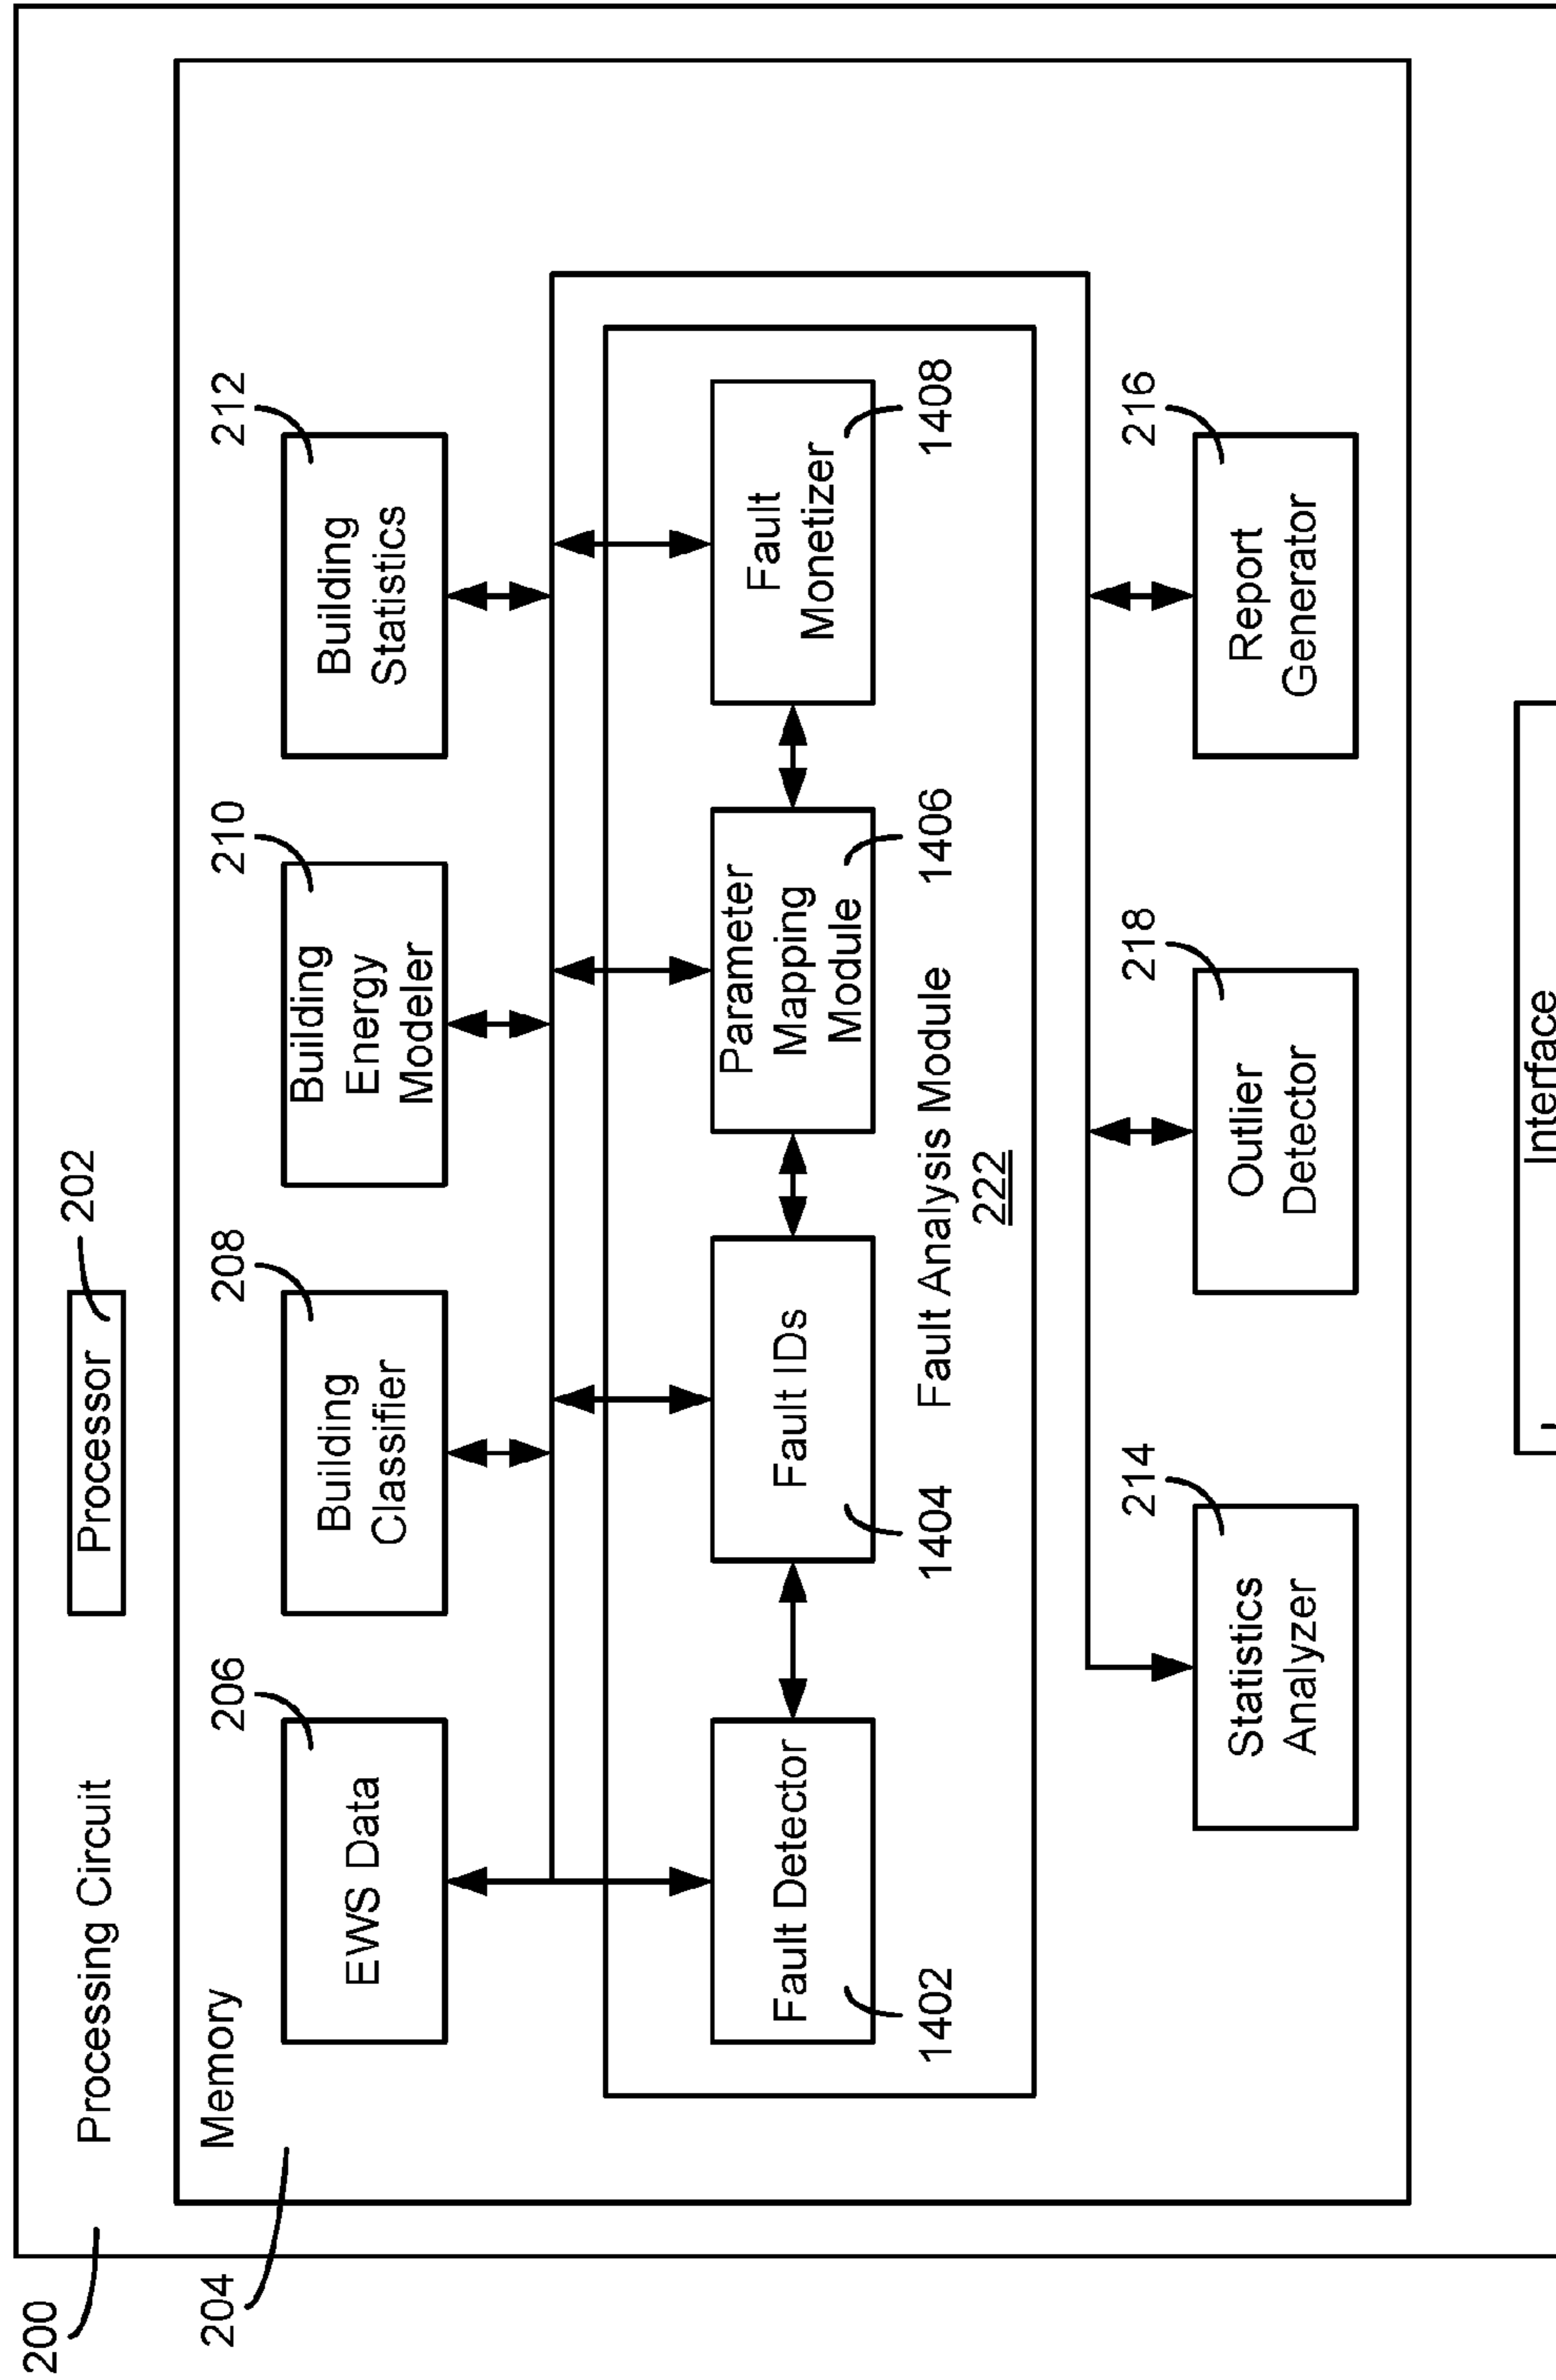 200
Processing Circuit
Processor
202
204
Memory
206
EWS Data
208
Building
Classifier
210
Building
Energy
Modeler
212
Building
Statistics
Fault Detector
1402
Fault IDs
1404
Parameter
Mapping
Module
1406
Fault
Monetizer
1408
Fault Analysis Module
222
214
Statistics
Analyzer
218
Outlier
Detector
216
Report
Generator
Interface